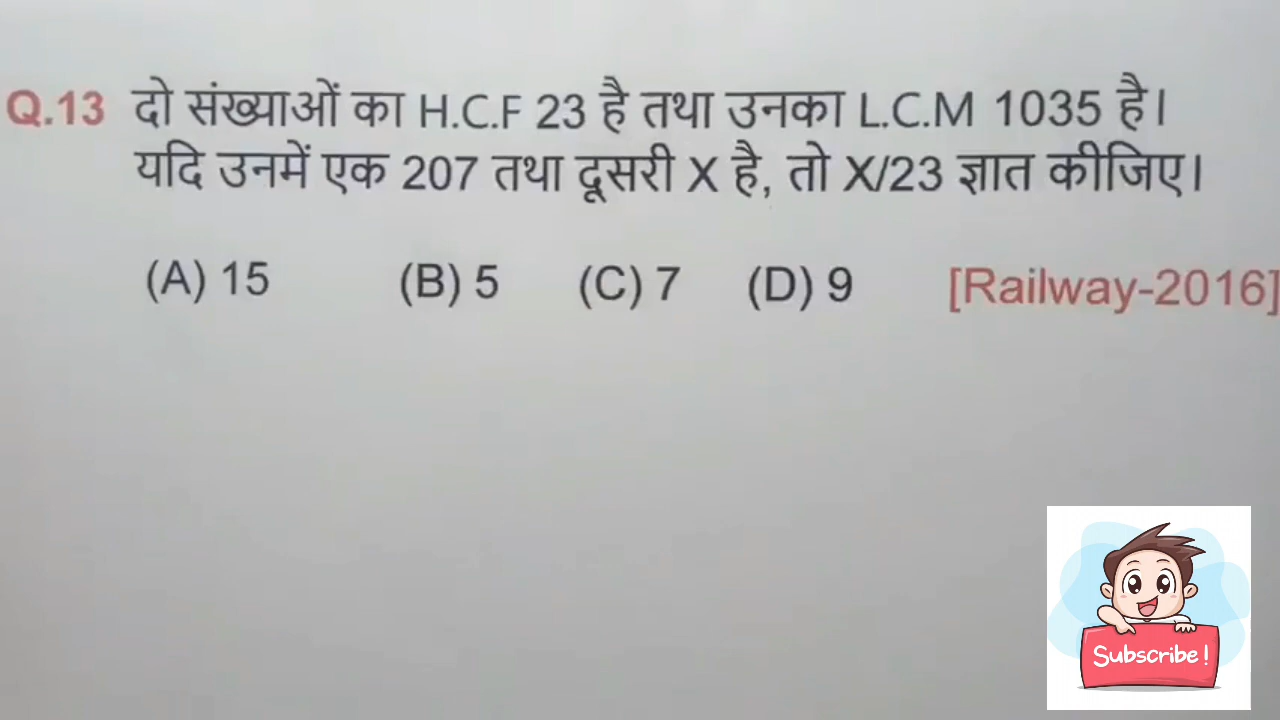 Q.13 दो संख्याओं का H.C.F 23 है तथा उनका L.C.M 1035 है।
यदि उनमें एक 207 तथा दूसरी X है, तो X/23 ज्ञात कीजिए।
(A) 15 (B) 5 (C) 7 (D) 9 [Railway-2016]
Subscribe!